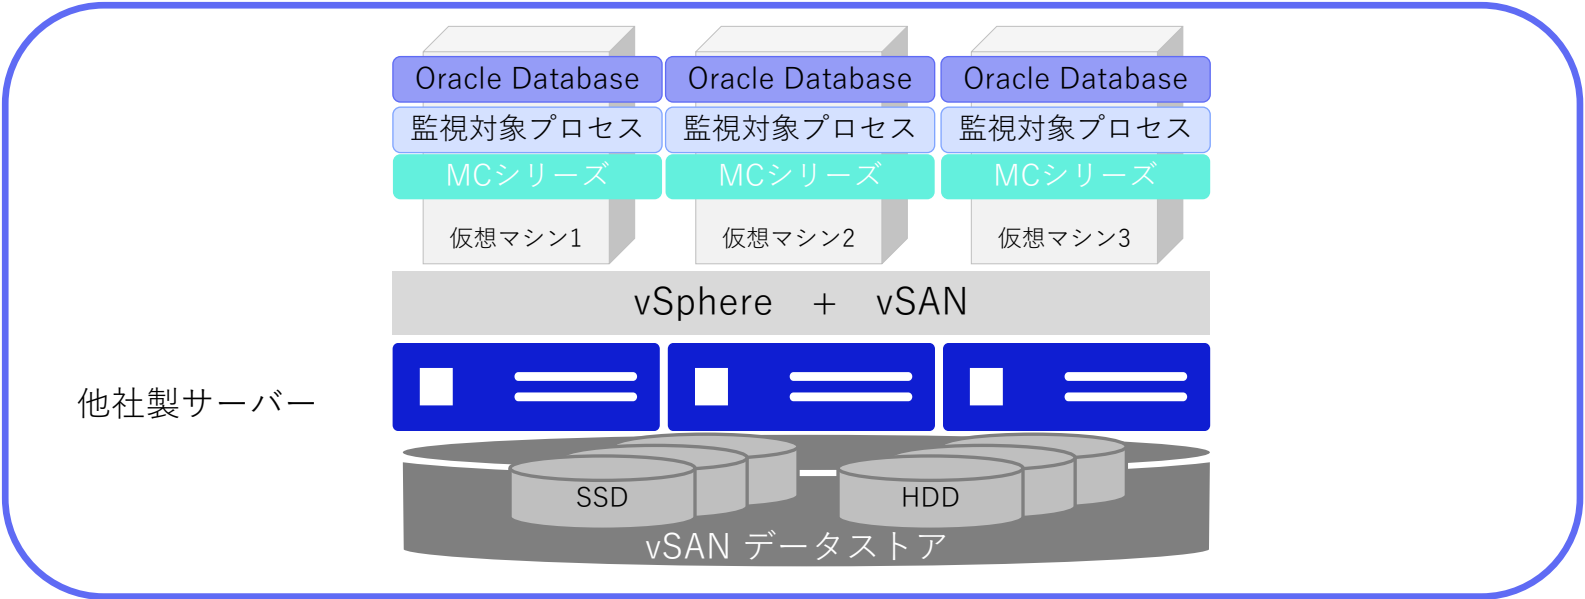 Oracle Database
Oracle Database
Oracle Database
監視対象プロセス
監視対象プロセス
監視対象プロセス
MCシリーズ
MCシリーズ
MCシリーズ
仮想マシン1
仮想マシン2
仮想マシン3
vSphere + vSAN
他社製サーバー
SSD
HDD
vSAN データストア